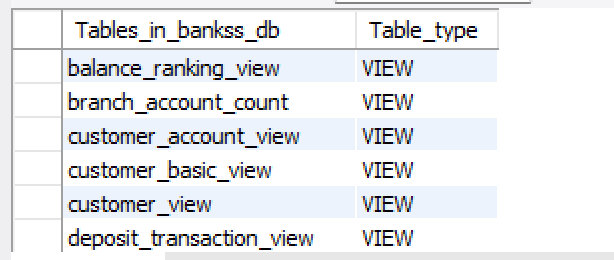 Tables_in_bankss_db Table_type
balance_ranking_view VIEW
branch_account_count VIEW
customer_account_view VIEW
customer_basic_view VIEW
customer_view VIEW
deposit_transaction_view VIEW